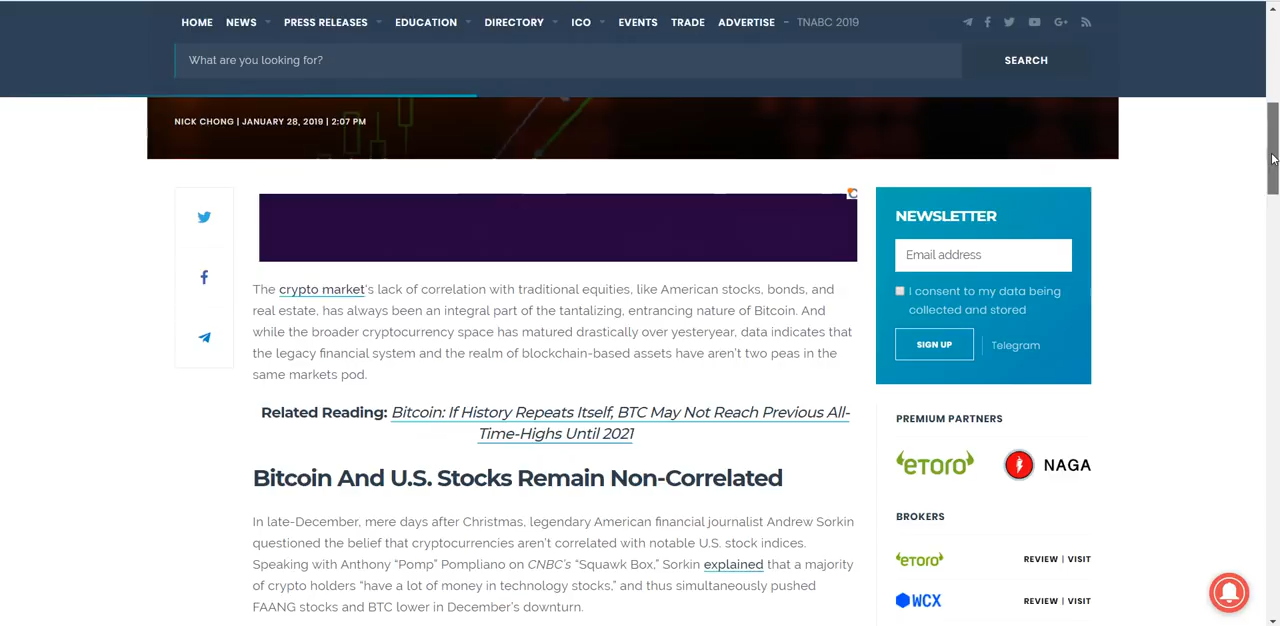 HOME NEWS PRESS RELEASES EDUCATION DIRECTORY ICO EVENTS TRADE ADVERTISE - TNABC 2019
What are you looking for? SEARCH
NICK CHONG | JANUARY 28, 2019 | 2:07 PM
The crypto market's lack of correlation with traditional equities, like American stocks, bonds, and
real estate, has always been an integral part of the tantalizing, entrancing nature of Bitcoin. And
while the broader cryptocurrency space has matured drastically over yesteryear, data indicates that
the legacy financial system and the realm of blockchain-based assets have aren't two peas in the
same markets pod.
Related Reading: Bitcoin: If History Repeats Itself, BTC May Not Reach Previous All-
Time-Highs Until 2021
Bitcoin And U.S. Stocks Remain Non-Correlated
In late-December, mere days after Christmas, legendary American financial journalist Andrew Sorkin
questioned the belief that cryptocurrencies aren't correlated with notable U.S. stock indices.
Speaking with Anthony “Pomp” Pompliano on CNBC's “Squawk Box,” Sorkin explained that a majority
of crypto holders “have a lot of money in technology stocks,” and thus simultaneously pushed
FAANG stocks and BTC lower in December's downturn.
NEWSLETTER
Email address
I consent to my data being
collected and stored
SIGN UP Telegram
PREMIUM PARTNERS
eToro NAGA
BROKERS
eToro REVIEW | VISIT
WCX REVIEW | VISIT